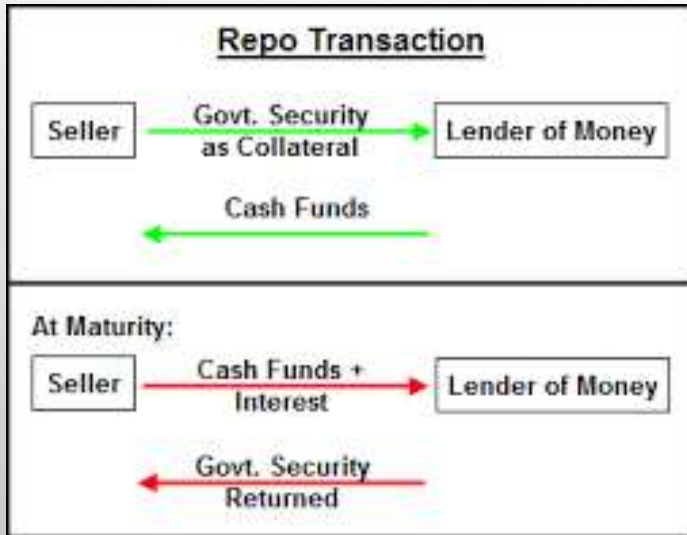 Repo Transaction
Seller
Govt. Security
as Collateral
Lender of Money
Cash Funds
At Maturity:
Seller
Cash Funds +
Interest
Lender of Money
Govt. Security
Returned